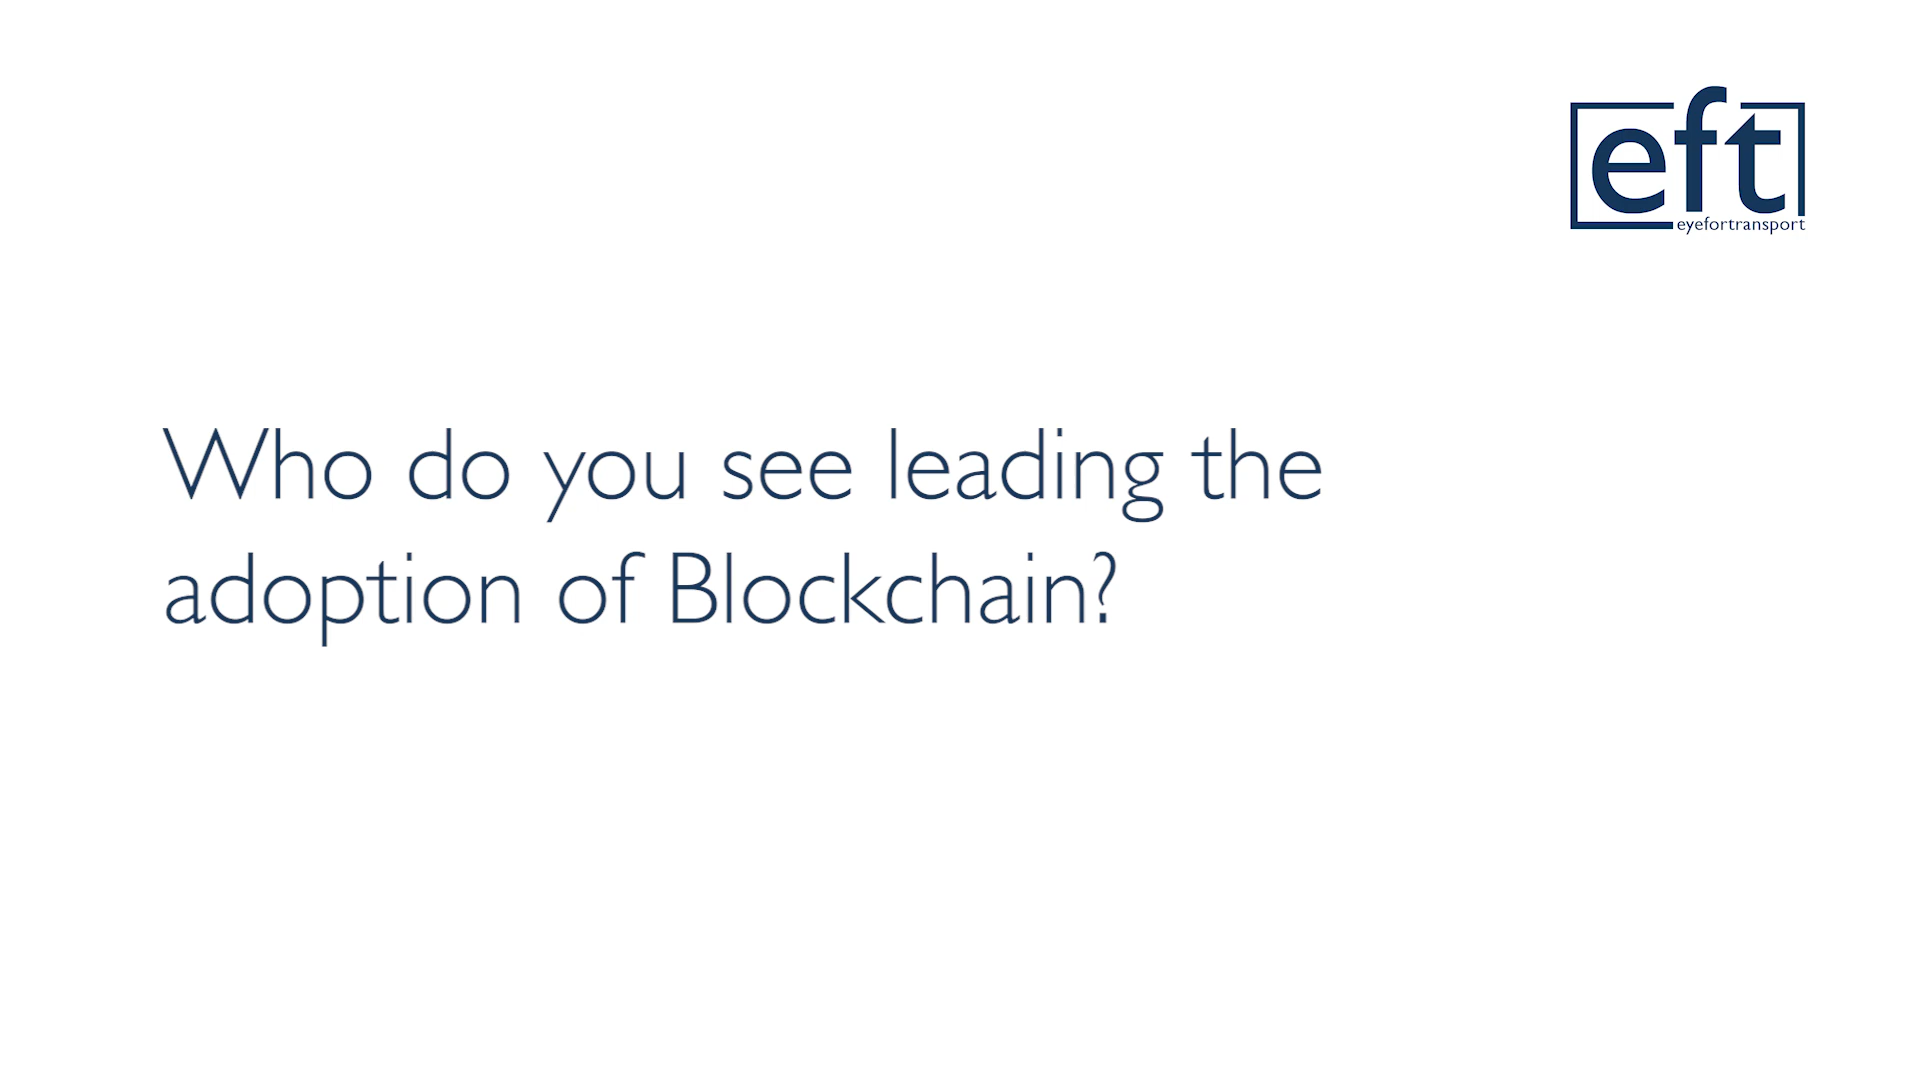 eft
eyefortransport
Who do you see leading the
adoption of Blockchain?